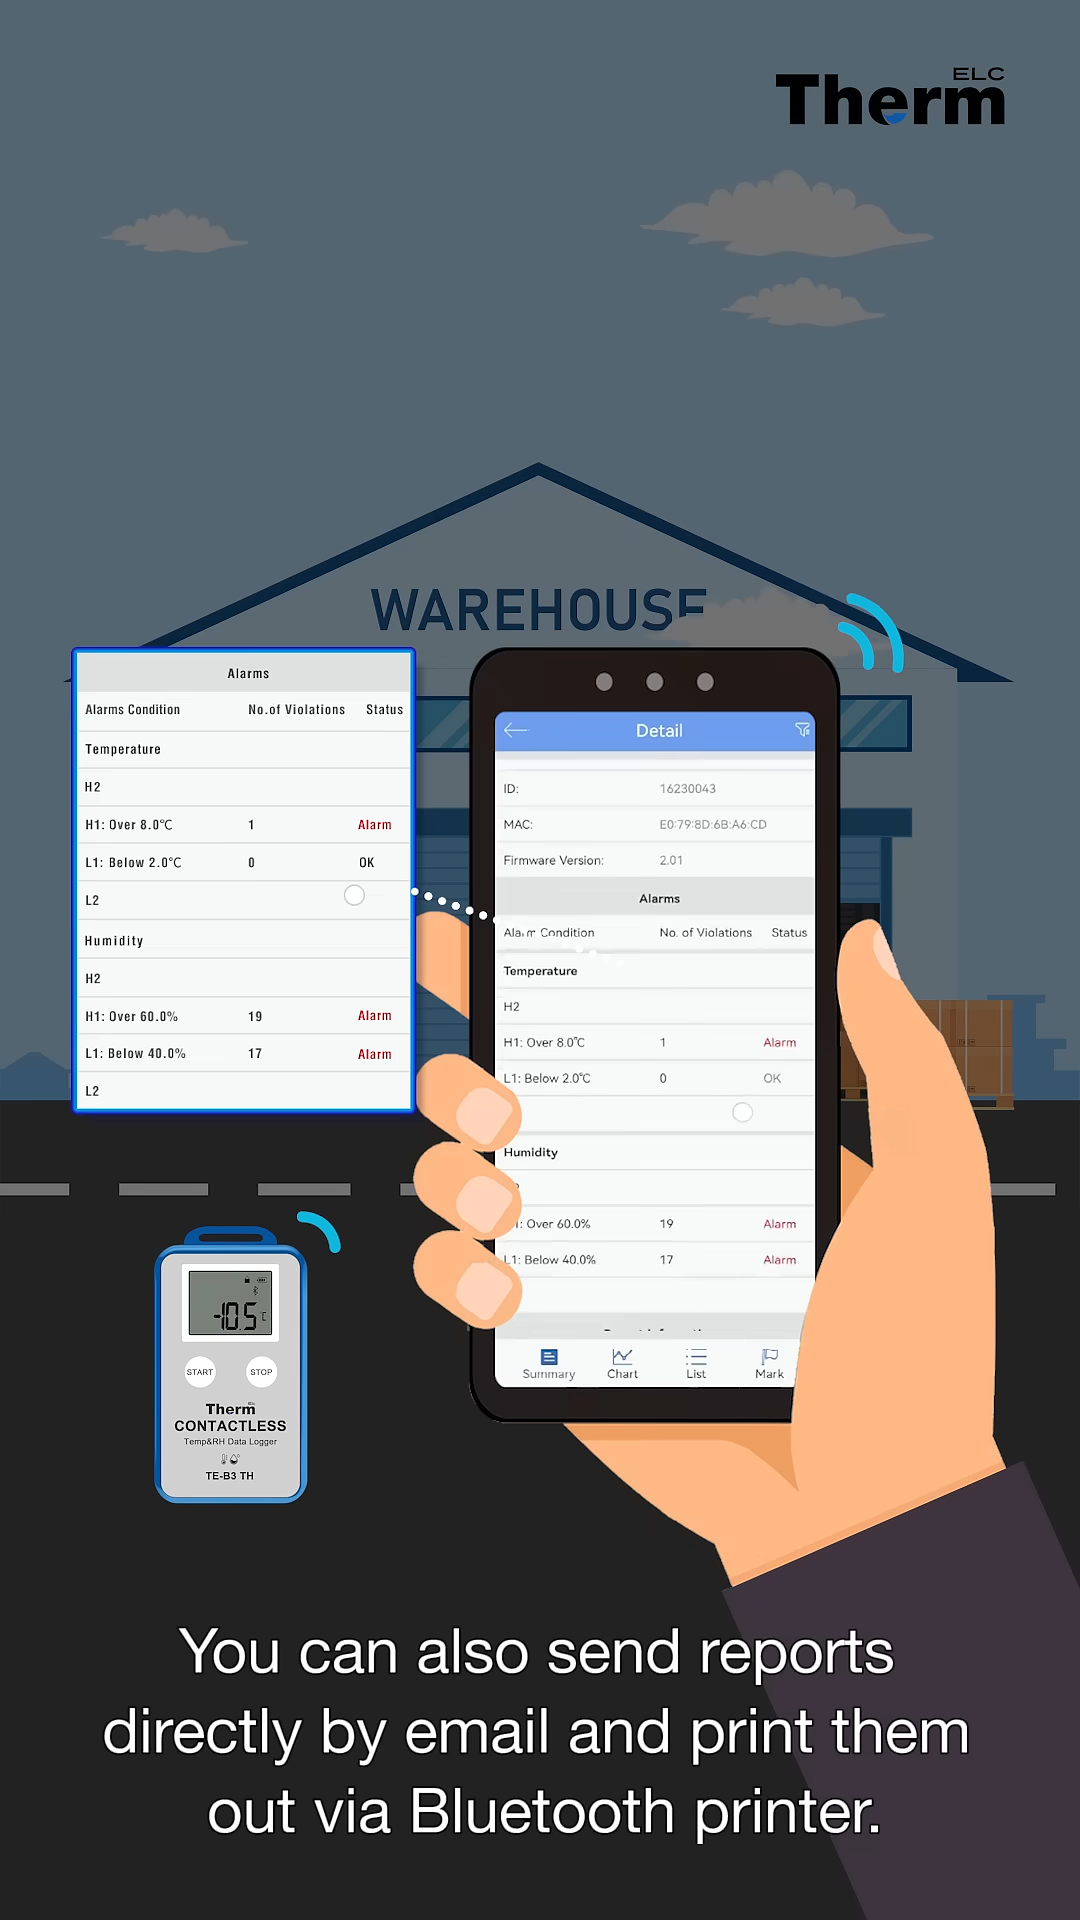 ELC
Therm
WAREHOUSE
Alarms
Alarms Condition No.of Violations Status
Temperature
H2
H1: Over 8.0℃ 1 Alarm
L1: Below 2.0℃ 0 OK
L2
Humidity
H2
H1: Over 60.0% 19 Alarm
L1: Below 40.0% 17 Alarm
L2
Detail
ID: 16230043
MAC: E0:79:8D:6B:A6:CD
Firmware Version: 2.01
Alarms
Alarm Condition No. of Violations Status
Temperature
H2
H1: Over 8.0℃ 1 Alarm
L1: Below 2.0℃ 0 OK
Humidity
: Over 60.0% 19 Alarm
L1: Below 40.0% 17 Alarm
Summary Chart List Mark
-10.5 ℃
START STOP
Therm
CONTACTLESS
Temp&RH Data Logger
TE-B3 TH
You can also send reports
directly by email and print them
out via Bluetooth printer.